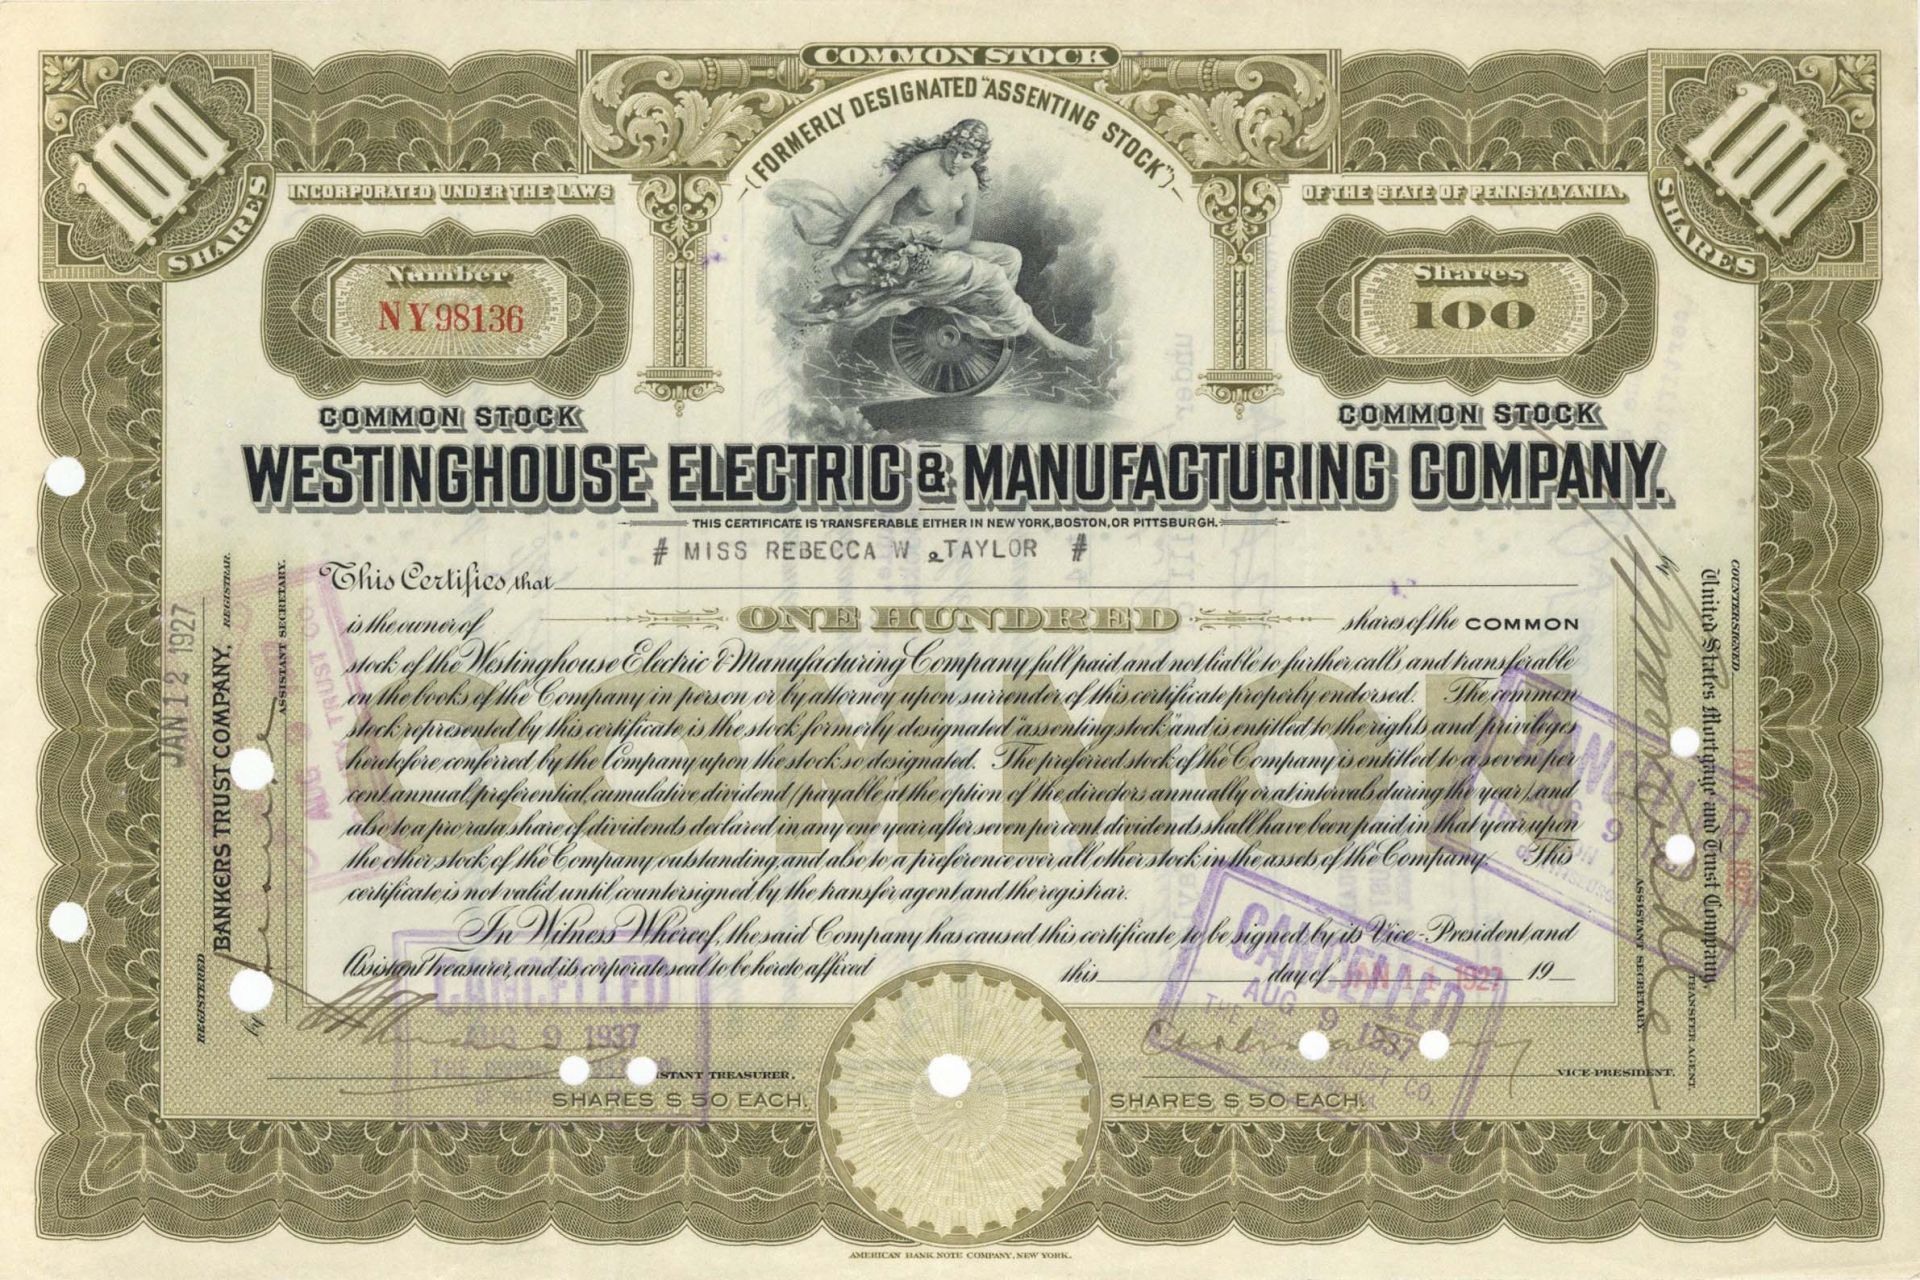 COMMON STOCK
(FORMERLY DESIGNATED "ASSENTING STOCK")
100
SHARES
100
SHARES
INCORPORATED UNDER THE LAWS
OF THE STATE OF PENNSYLVANIA.
Number
NY98136
Shares
100
COMMON STOCK
COMMON STOCK
WESTINGHOUSE ELECTRIC & MANUFACTURING COMPANY.
THIS CERTIFICATE IS TRANSFERABLE EITHER IN NEW YORK, BOSTON, OR PITTSBURGH.
# MISS REBECCA W TAYLOR #
This Certifies that
is the owner of ONE HUNDRED shares of the COMMON
stock of the Westinghouse Electric & Manufacturing Company full paid and not liable to further calls and transferable
on the books of the Company in person or by attorney upon surrender of this certificate properly endorsed. The common
stock represented by this certificate is the stock formerly designated "assenting stock" and is entitled to the rights and privileges
heretofore conferred by the Company upon the stock so designated. The preferred stock of the Company is entitled to a seven per
cent annual, preferential, cumulative dividend (payable at the option of the directors annually or at intervals during the year), and
also to a pro rata share of dividends declared in any one year after seven per cent dividends shall have been paid in that year upon
the other stock of the Company outstanding, and also to a preference over all other stock in the assets of the Company. This
certificate is not valid until countersigned by the transfer agent and the registrar.
In Witness Whereof, the said Company has caused this certificate to be signed by its Vice-President and
Assistant Treasurer, and its corporate seal to be hereto affixed this day of JAN 11 1927 19
COMMON
JAN 12 1927
REGISTERED
BANKERS TRUST COMPANY, REGISTRAR.
by
ASSISTANT SECRETARY.
COUNTERSIGNED
United States Mortgage and Trust Company,
TRANSFER AGENT
by
ASSISTANT SECRETARY.
CANCELLED
CANCELLED
AUG 9 1937
CANCELLED
AUG 9 1937
TRUST CO.
STANT TREASURER.
VICE-PRESIDENT.
SHARES $50 EACH.
SHARES $50 EACH.
AMERICAN BANK NOTE COMPANY, NEW YORK.